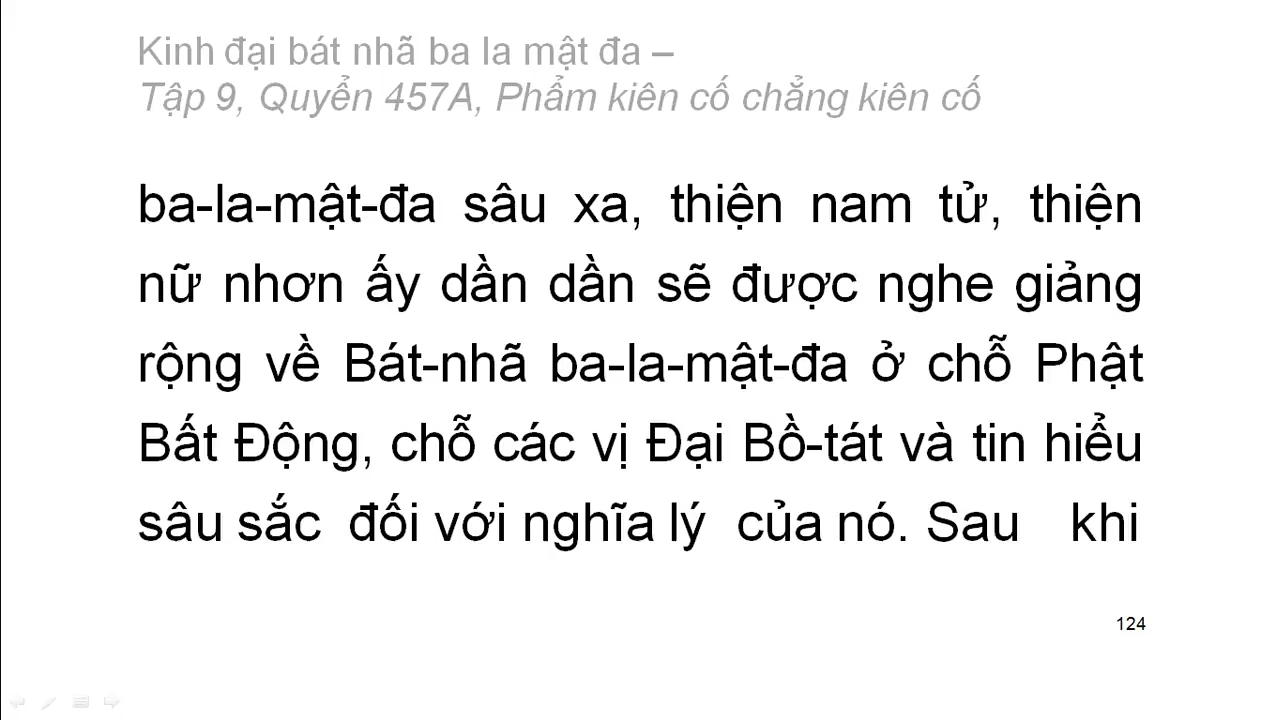 Kinh đại bát nhã ba la mật đa –
Tập 9, Quyển 457A, Phẩm kiên cố chẳng kiên cố
ba-la-mật-đa sâu xa, thiện nam tử, thiện
nữ nhơn ấy dần dần sẽ được nghe giảng
rộng về Bát-nhã ba-la-mật-đa ở chỗ Phật
Bất Động, chỗ các vị Đại Bồ-tát và tin hiểu
sâu sắc đối với nghĩa lý của nó. Sau khi
124